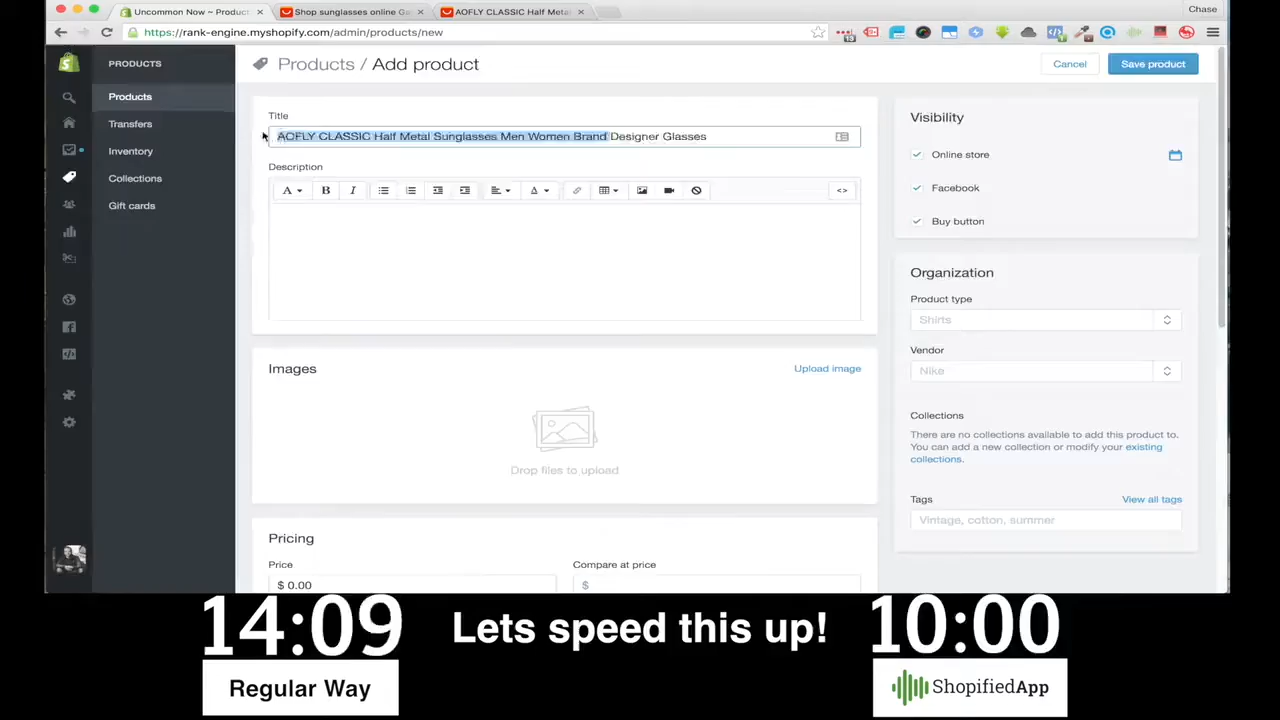 Uncommon Now ~ Product
Shop sunglasses online Ga
AOFLY CLASSIC Half Metal
Chase
https://rank-engine.myshopify.com/admin/products/new
PRODUCTS
Products
Transfers
Inventory
Collections
Gift cards
Products / Add product
Cancel
Save product
Title
AOFLY CLASSIC Half Metal Sunglasses Men Women Brand Designer Glasses
Description
A
B
I
A
<>
Images
Upload image
Drop files to upload
Pricing
Price
Compare at price
$ 0.00
$
Visibility
Online store
Facebook
Buy button
Organization
Product type
Shirts
Vendor
Nike
Collections
There are no collections available to add this product to.
You can add a new collection or modify your existing
collections.
Tags
View all tags
Vintage, cotton, summer
14:09
Lets speed this up!
10:00
Regular Way
ShopifiedApp